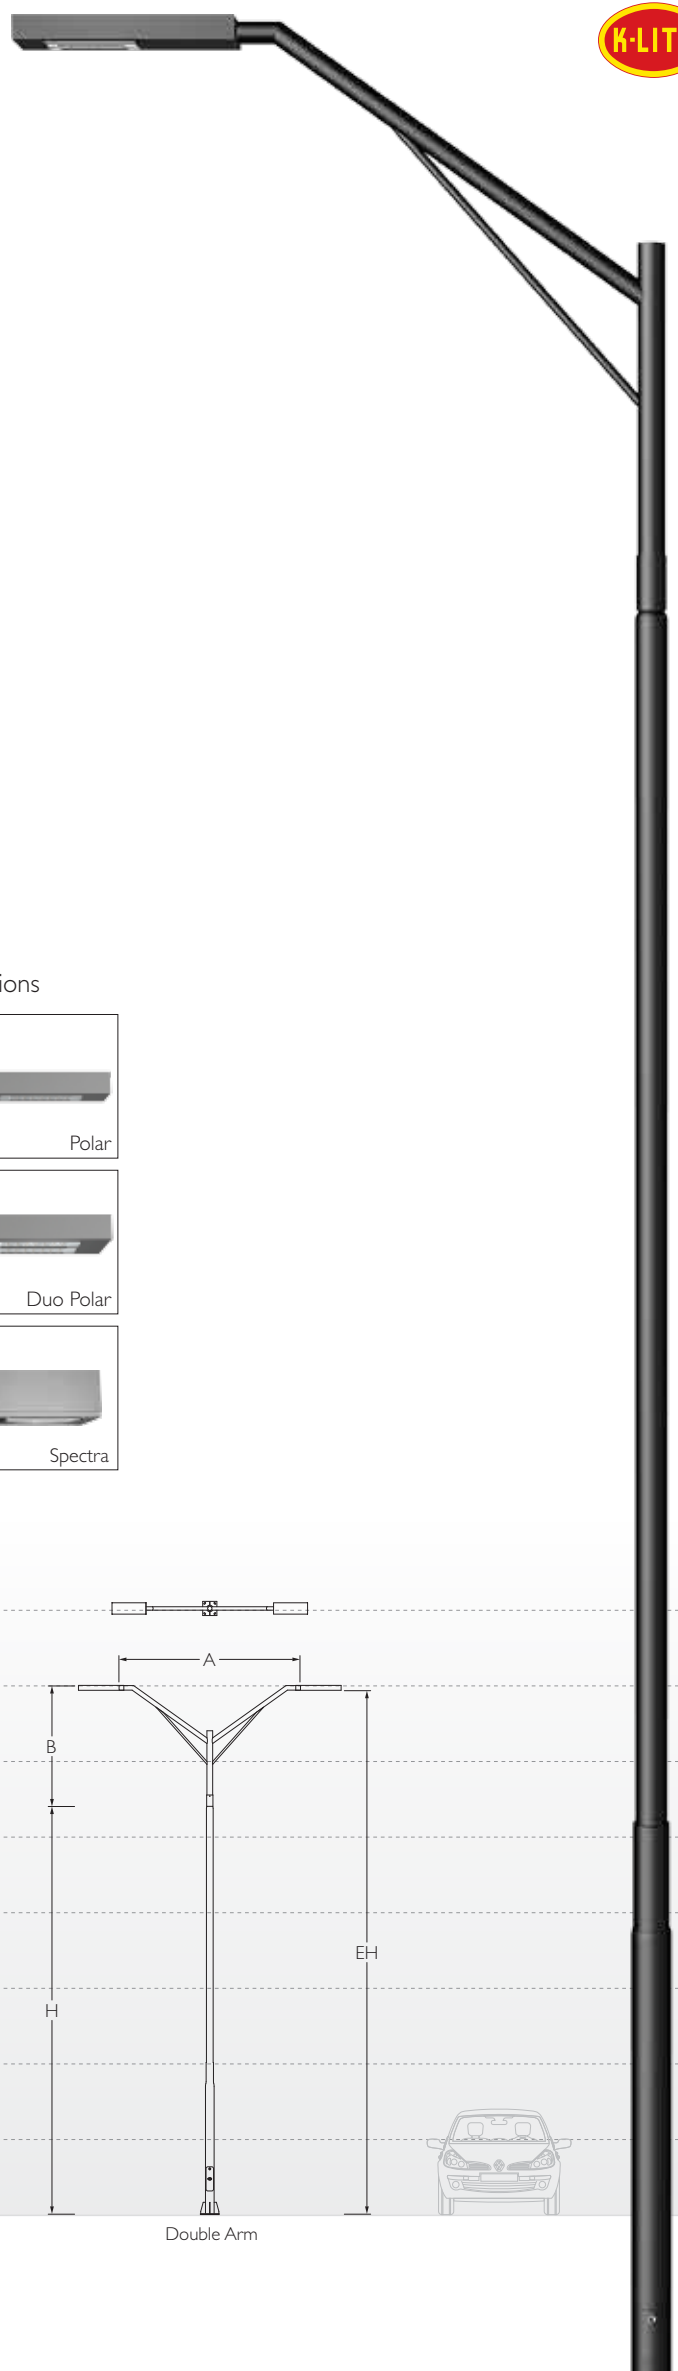 K-LIT
ions
Polar
Duo Polar
Spectra
A
B
EH
H
Double Arm